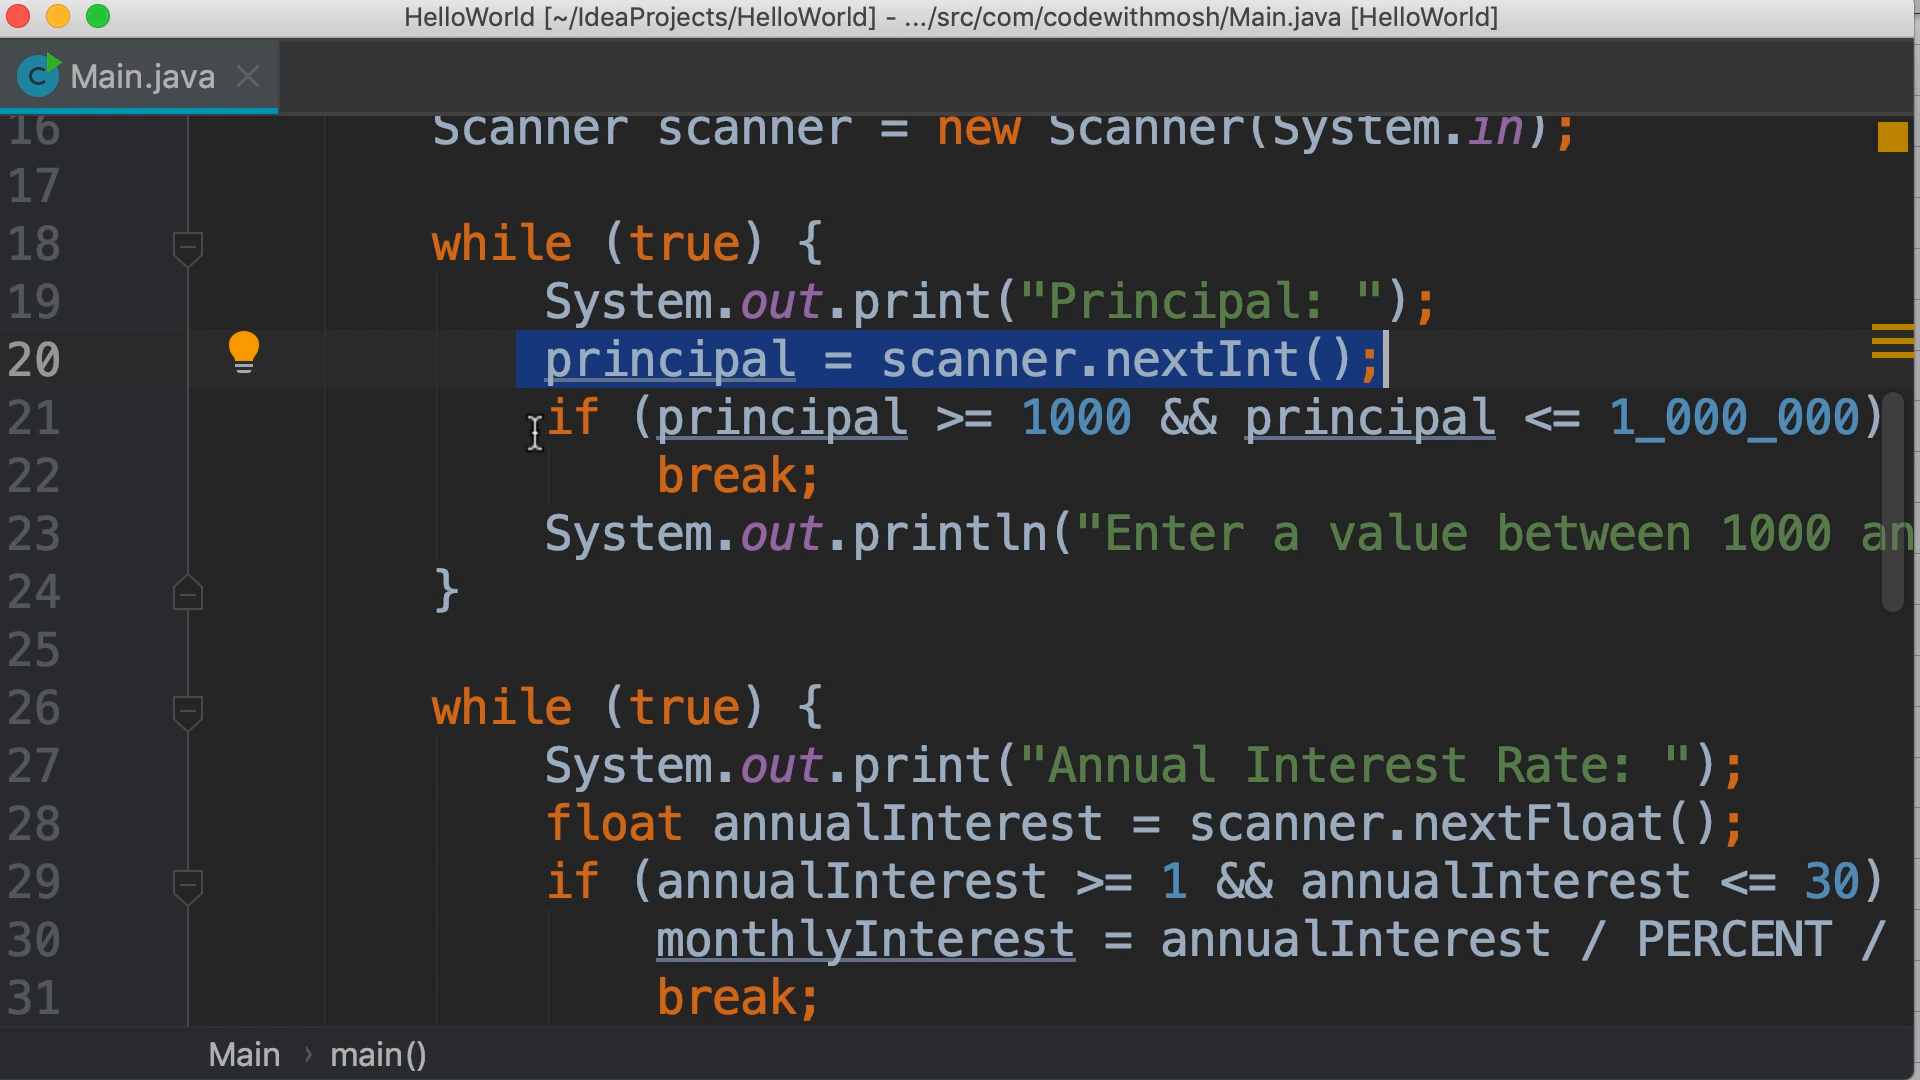 HelloWorld [~/IdeaProjects/HelloWorld] - .../src/com/codewithmosh/Main.java [HelloWorld]
Main.java
16 Scanner scanner = new Scanner(System.in);
17
18 while (true) {
19 System.out.print("Principal: ");
20 principal = scanner.nextInt();
21 if (principal >= 1000 && principal <= 1_000_000)
22 break;
23 System.out.println("Enter a value between 1000 an
24 }
25
26 while (true) {
27 System.out.print("Annual Interest Rate: ");
28 float annualInterest = scanner.nextFloat();
29 if (annualInterest >= 1 && annualInterest <= 30)
30 monthlyInterest = annualInterest / PERCENT /
31 break;
Main › main()